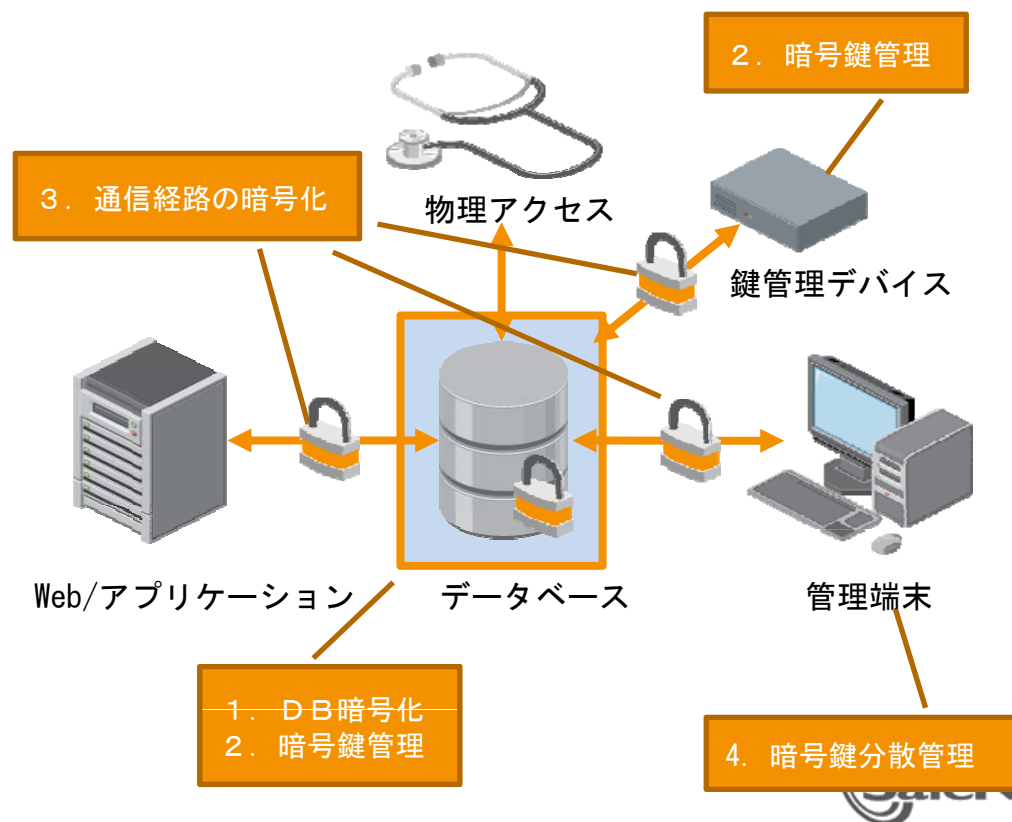 ２．暗号鍵管理
３．通信経路の暗号化
物理アクセス
鍵管理デバイス
Web/アプリケーション
データベース
管理端末
１．ＤＢ暗号化
２．暗号鍵管理
4. 暗号鍵分散管理